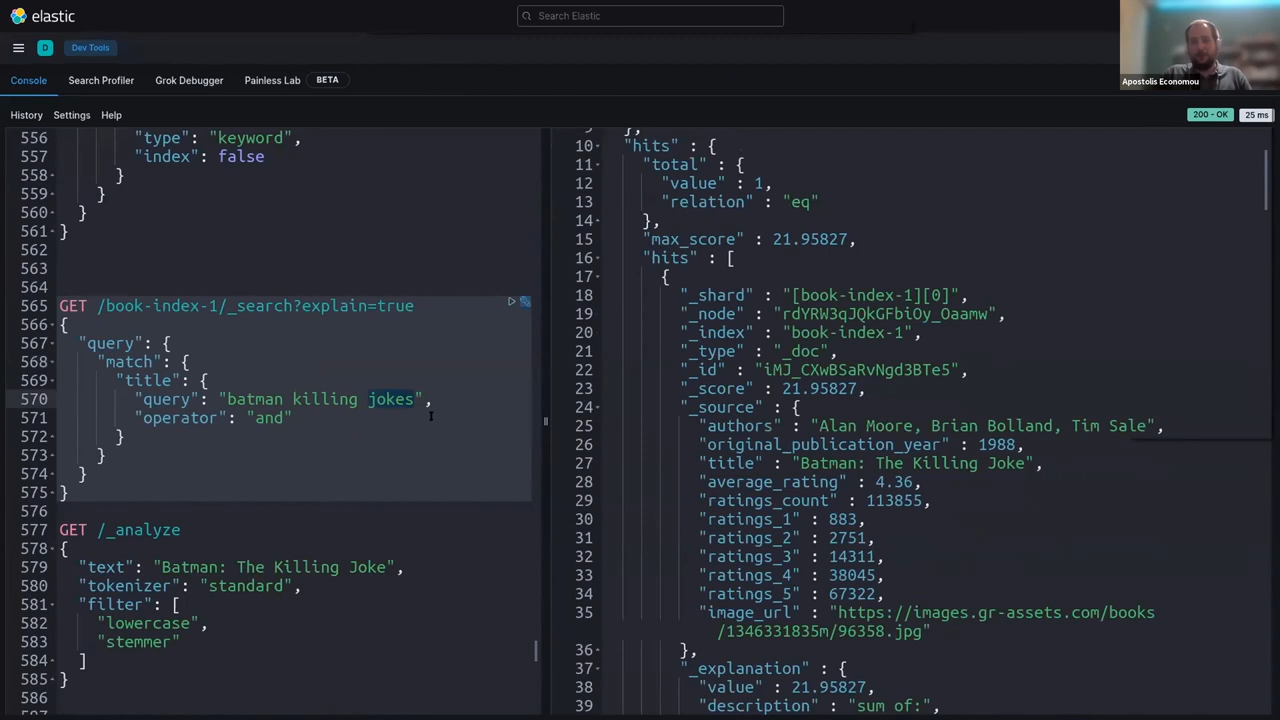 elastic
Search Elastic
D
Dev Tools
Console
Search Profiler
Grok Debugger
Painless Lab
BETA
Apostolis Economou
History
Settings
Help
200 - OK
25 ms
556 "type": "keyword",
557 "index": false
558 }
559 }
560 }
561 }
562
563
564
565 GET /book-index-1/_search?explain=true
566 {
567 "query": {
568 "match": {
569 "title": {
570 "query": "batman killing jokes",
571 "operator": "and"
572 }
573 }
574 }
575 }
576
577 GET /_analyze
578 {
579 "text": "Batman: The Killing Joke",
580 "tokenizer": "standard",
581 "filter": [
582 "lowercase",
583 "stemmer"
584 ]
585 }
586
9 },
10 "hits" : {
11 "total" : {
12 "value" : 1,
13 "relation" : "eq"
14 },
15 "max_score" : 21.95827,
16 "hits" : [
17 {
18 "_shard" : "[book-index-1][0]",
19 "_node" : "rdYRW3qJQkGFbiOy_Oaamw",
20 "_index" : "book-index-1",
21 "_type" : "_doc",
22 "_id" : "iMJ_CXwBSaRvNgd3BTe5",
23 "_score" : 21.95827,
24 "_source" : {
25 "authors" : "Alan Moore, Brian Bolland, Tim Sale",
26 "original_publication_year" : 1988,
27 "title" : "Batman: The Killing Joke",
28 "average_rating" : 4.36,
29 "ratings_count" : 113855,
30 "ratings_1" : 883,
31 "ratings_2" : 2751,
32 "ratings_3" : 14311,
33 "ratings_4" : 38045,
34 "ratings_5" : 67322,
35 "image_url" : "https://images.gr-assets.com/books
/1346331835m/96358.jpg"
36 },
37 "_explanation" : {
38 "value" : 21.95827,
39 "description" : "sum of:",